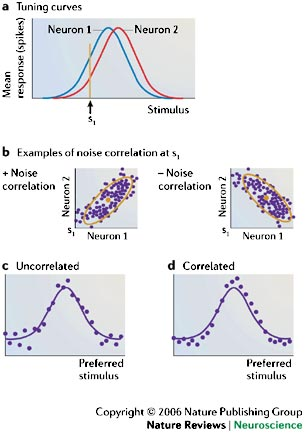 a Tuning curves
Neuron 1 Neuron 2
Mean
response (spikes)
s1 Stimulus
b Examples of noise correlation at s1
+ Noise
correlation
Neuron 2
s1 Neuron 1
– Noise
correlation
Neuron 2
s1 Neuron 1
c Uncorrelated
Preferred
stimulus
d Correlated
Preferred
stimulus
Copyright © 2006 Nature Publishing Group
Nature Reviews | Neuroscience